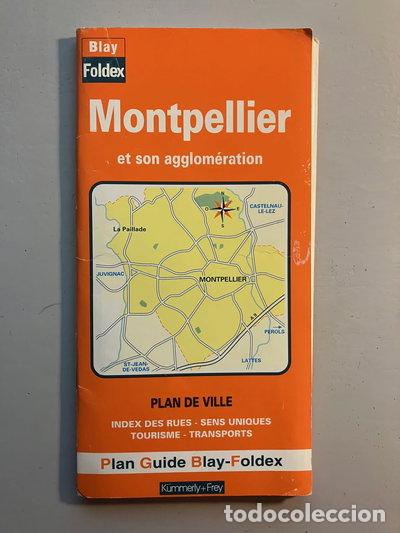 Blay
Foldex
Montpellier
et son agglomération
N
O
E
S
CASTELNAU-
LE-LEZ
La Paillade
JUVIGNAC
MONTPELLIER
A 9
PEROLS
ST-JEAN-
DE-VEDAS
LATTES
PLAN DE VILLE
INDEX DES RUES - SENS UNIQUES
TOURISME - TRANSPORTS
Plan Guide Blay-Foldex
Kümmerly+Frey
todocoleccion